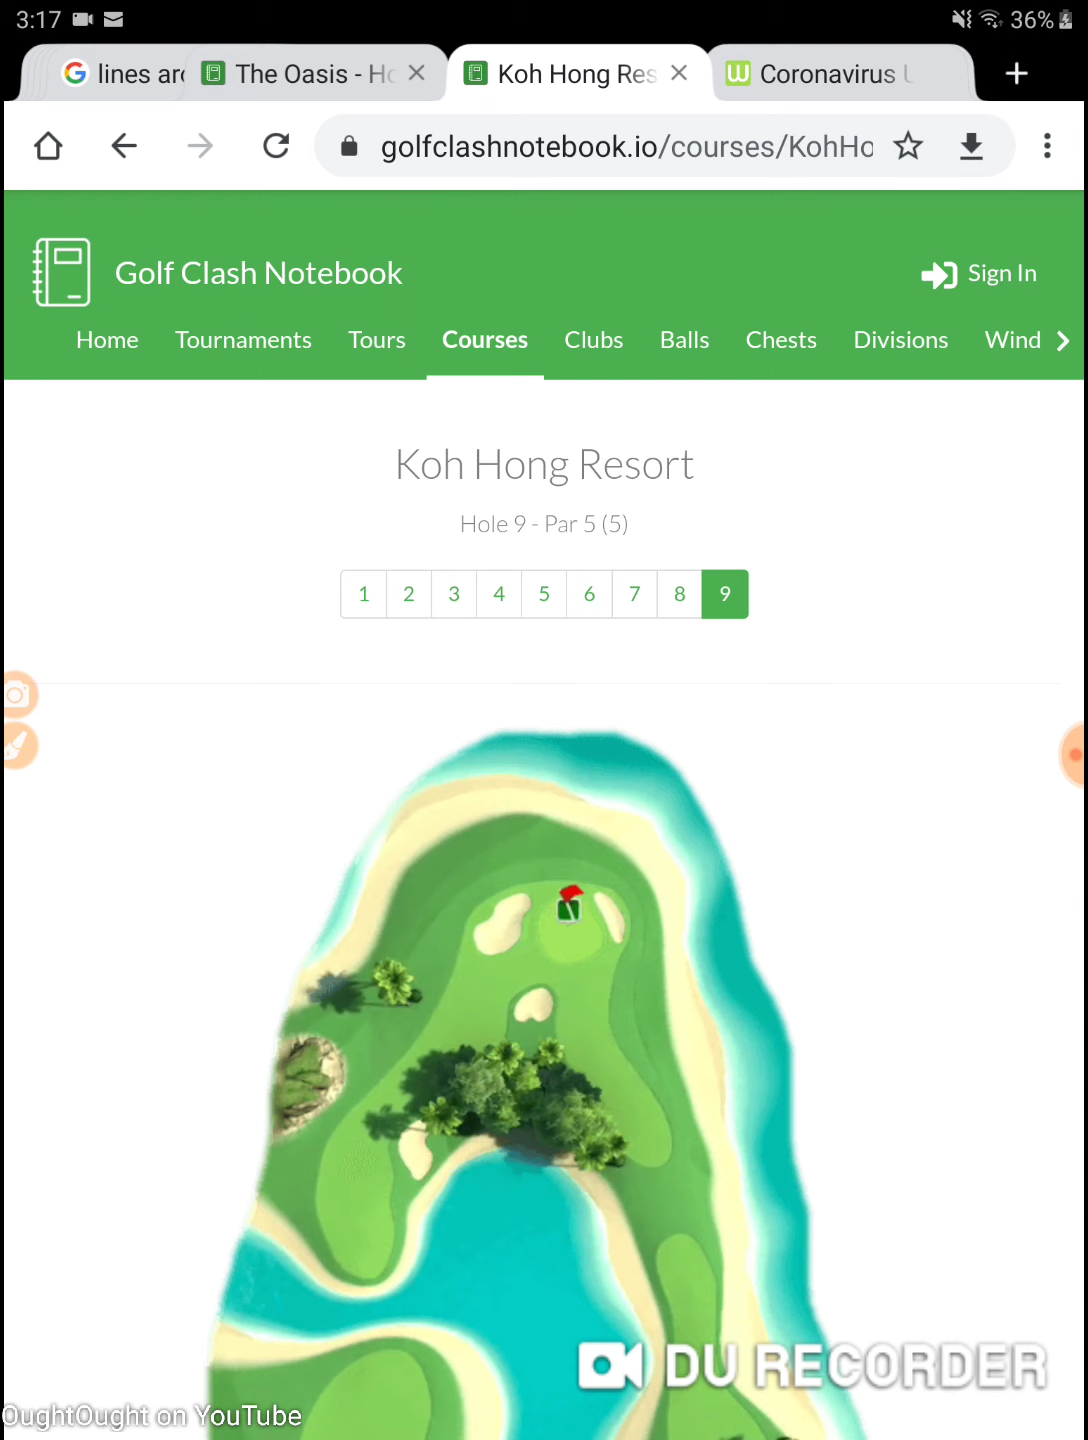 3:17 36%
lines arc The Oasis - Ho Koh Hong Res Coronavirus U
golfclashnotebook.io/courses/KohHo
Golf Clash Notebook Sign In
Home Tournaments Tours Courses Clubs Balls Chests Divisions Wind
Koh Hong Resort
Hole 9 - Par 5 (5)
1 2 3 4 5 6 7 8 9
DU RECORDER
OughtOught on YouTube